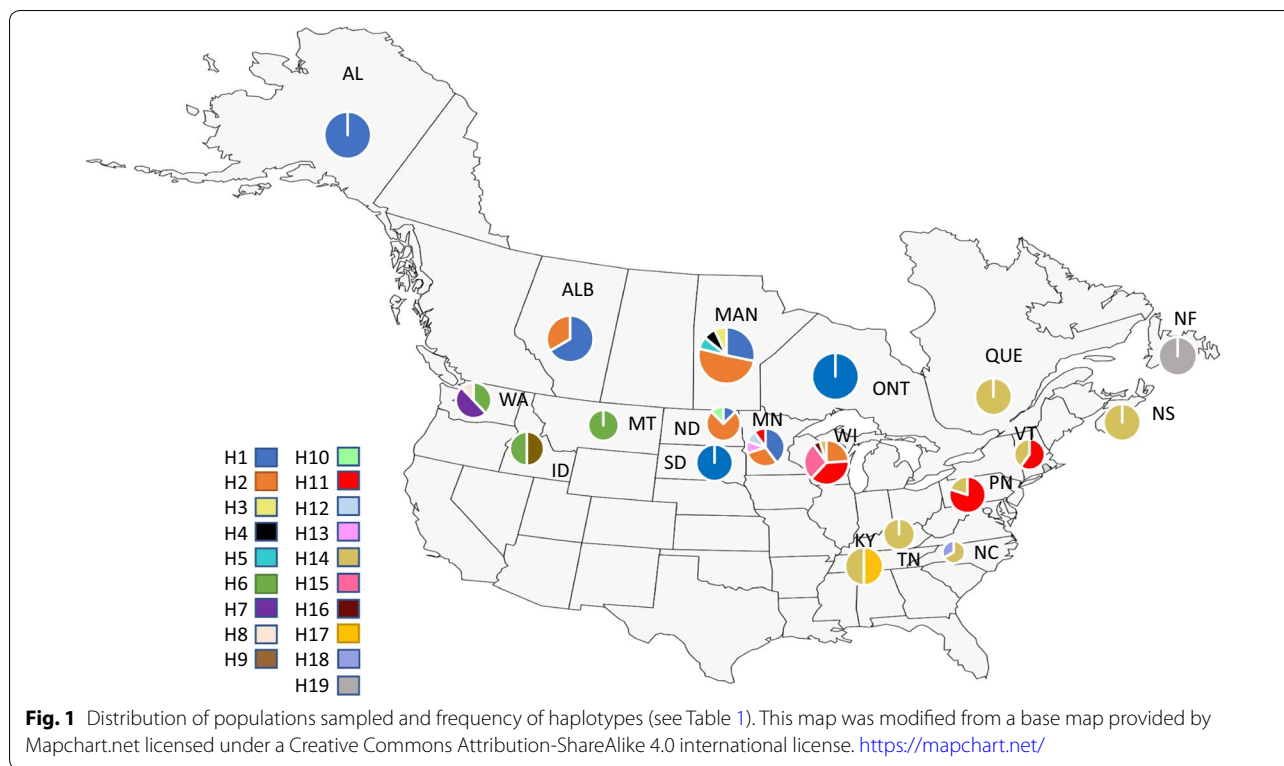 AL
ALB
MAN
NF
QUE
ONT
NS
WA
MT
ND
MN
WI
VT
ID
SD
PN
KY
TN
NC
H1 H10
H2 H11
H3 H12
H4 H13
H5 H14
H6 H15
H7 H16
H8 H17
H9 H18
H19
Fig. 1 Distribution of populations sampled and frequency of haplotypes (see Table 1). This map was modified from a base map provided by
Mapchart.net licensed under a Creative Commons Attribution-ShareAlike 4.0 international license. https://mapchart.net/